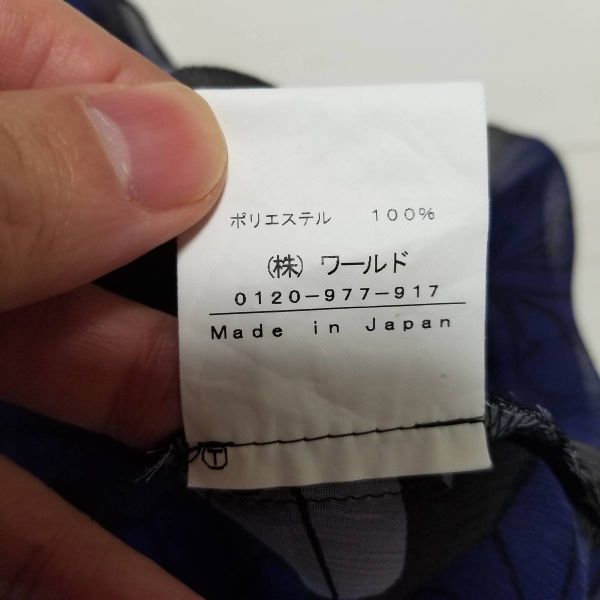 ポリエステル 100%
(株) ワールド
0120-977-917
Made in Japan
T